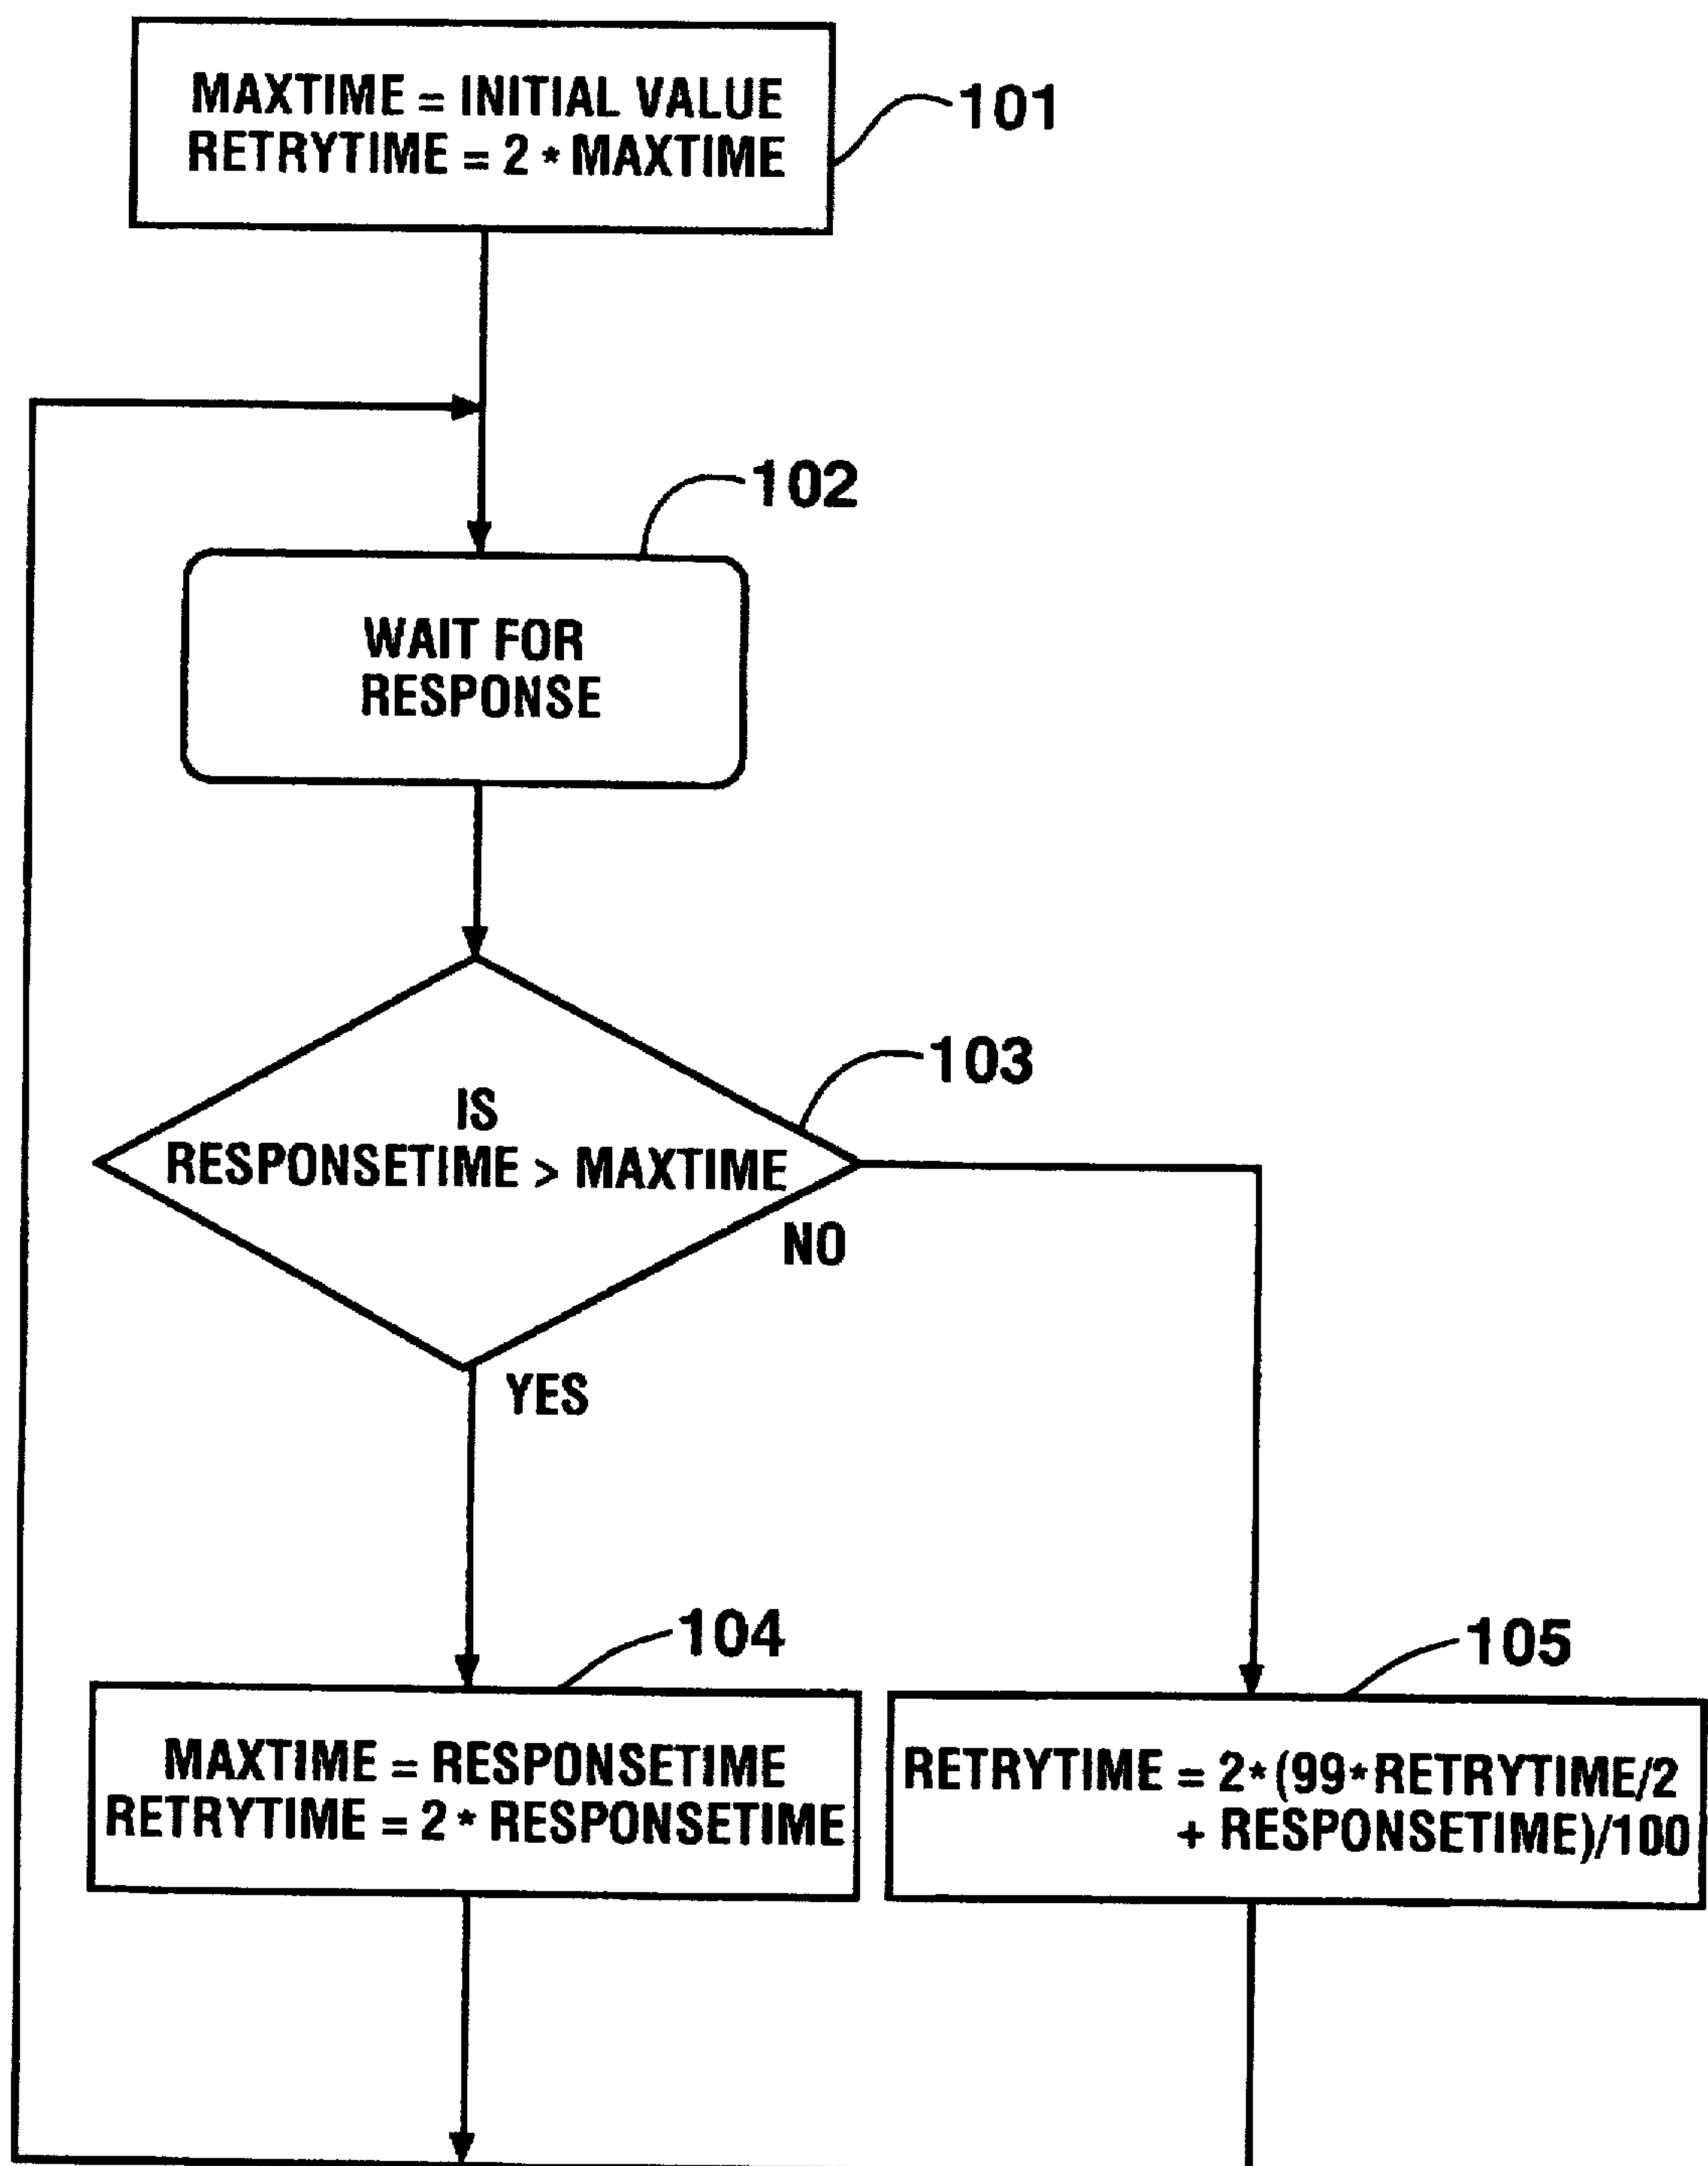 MAXTIME = INITIAL VALUE
RETRYTIME = 2 * MAXTIME
101
102
WAIT FOR
RESPONSE
103
IS
RESPONSETIME > MAXTIME
NO
YES
104
MAXTIME = RESPONSETIME
RETRYTIME = 2 * RESPONSETIME
105
RETRYTIME = 2*(99*RETRYTIME/2
+ RESPONSETIME)/100